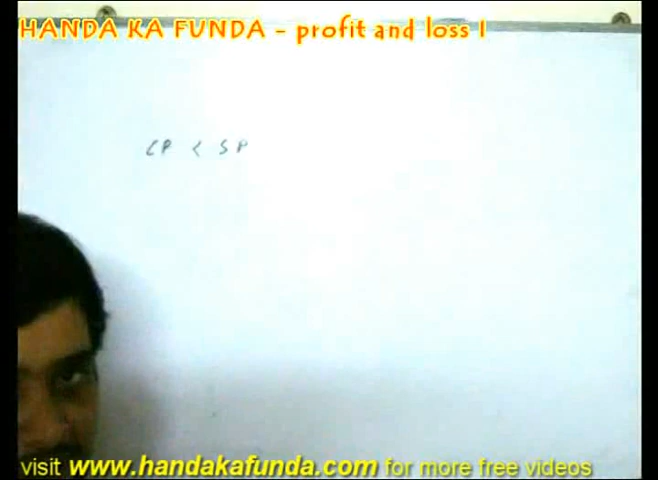 HANDA KA FUNDA - profit and loss I
CP < SP
visit www.handakafunda.com for more free videos